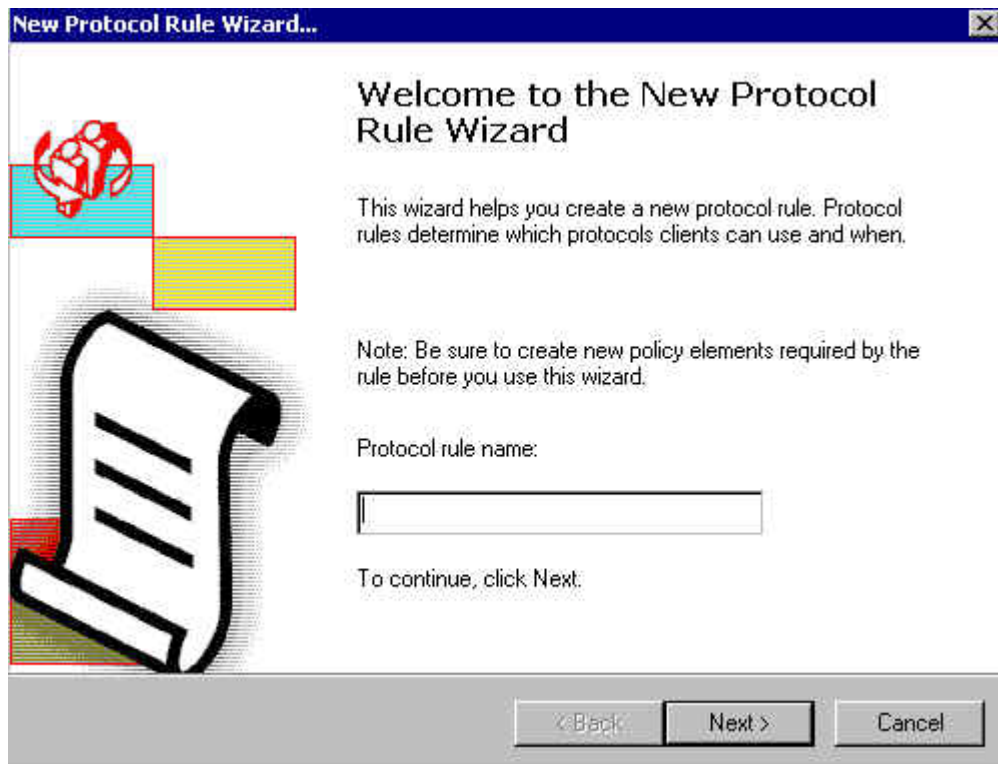 New Protocol Rule Wizard...
Welcome to the New Protocol
Rule Wizard
This wizard helps you create a new protocol rule. Protocol
rules determine which protocols clients can use and when.
Note: Be sure to create new policy elements required by the
rule before you use this wizard.
Protocol rule name:
To continue, click Next.
< Back
Next >
Cancel